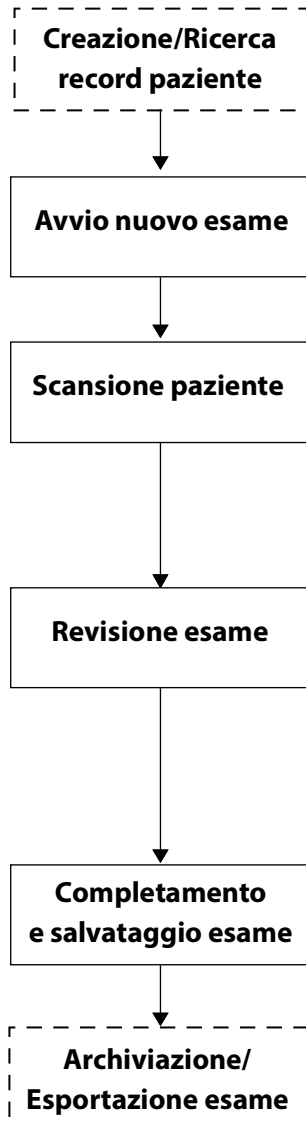 Creazione/Ricerca
record paziente
Avvio nuovo esame
Scansione paziente
Revisione esame
Completamento
e salvataggio esame
Archiviazione/
Esportazione esame